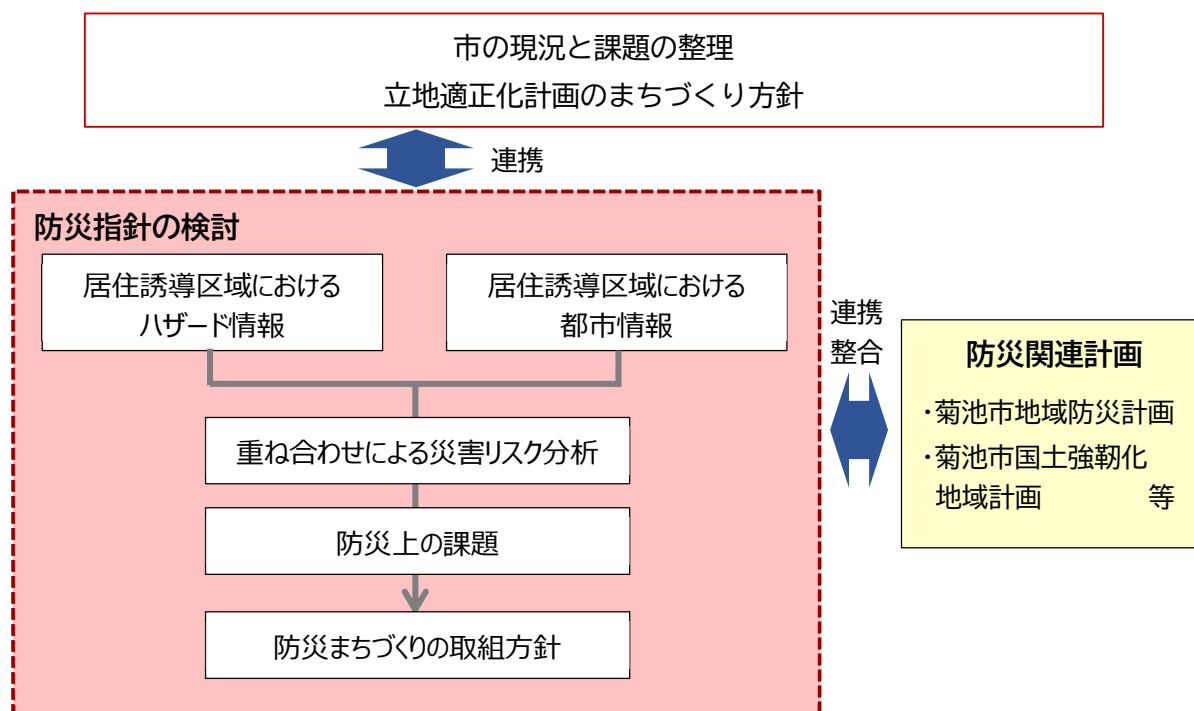 市の現況と課題の整理
立地適正化計画のまちづくり方針
連携
防災指針の検討
居住誘導区域における
ハザード情報
居住誘導区域における
都市情報
重ね合わせによる災害リスク分析
防災上の課題
防災まちづくりの取組方針
連携
整合
防災関連計画
・菊池市地域防災計画
・菊池市国土強靭化
地域計画 等